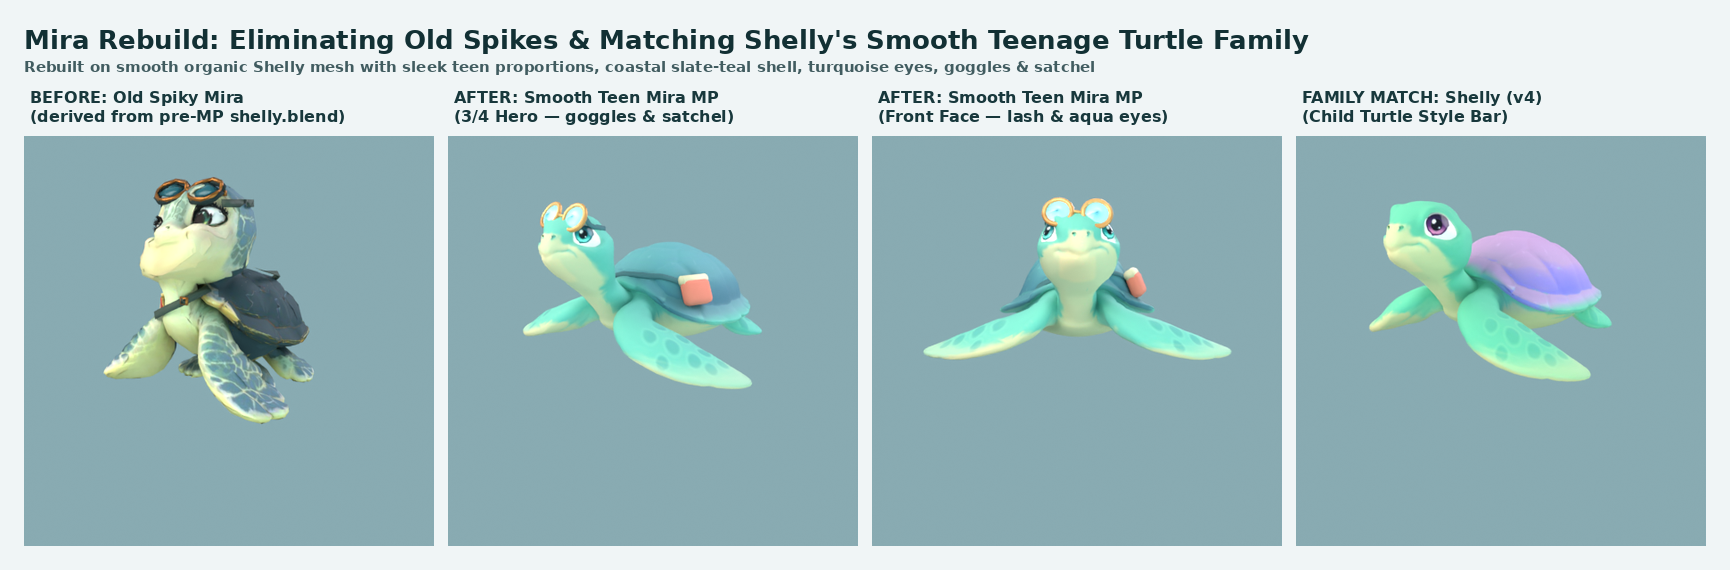 Mira Rebuild: Eliminating Old Spikes & Matching Shelly's Smooth Teenage Turtle Family
Rebuilt on smooth organic Shelly mesh with sleek teen proportions, coastal slate-teal shell, turquoise eyes, goggles & satchel
BEFORE: Old Spiky Mira
(derived from pre-MP shelly.blend)
AFTER: Smooth Teen Mira MP
(3/4 Hero — goggles & satchel)
AFTER: Smooth Teen Mira MP
(Front Face — lash & aqua eyes)
FAMILY MATCH: Shelly (v4)
(Child Turtle Style Bar)